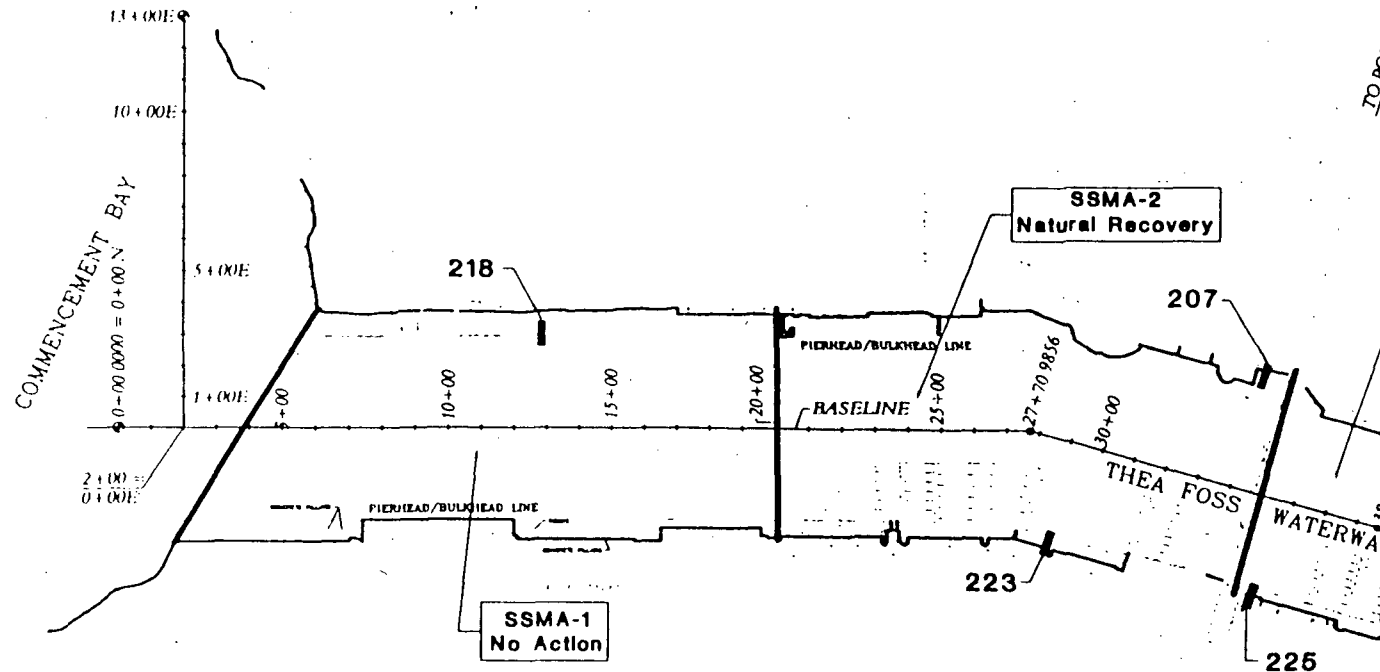 13+00E
10+00E
COMMENCEMENT BAY
0+00.0000 = 0+00 N
5+00E
1+00E
2+00 =
0+00E
218
SSMA-2
Natural Recovery
207
PIERHEAD/BULKHEAD LINE
5+00
10+00
15+00
20+00
BASELINE
25+00
27+70.9856
30+00
THEA FOSS WATERWA
PIERHEAD/BULKHEAD LINE
223
225
SSMA-1
No Action